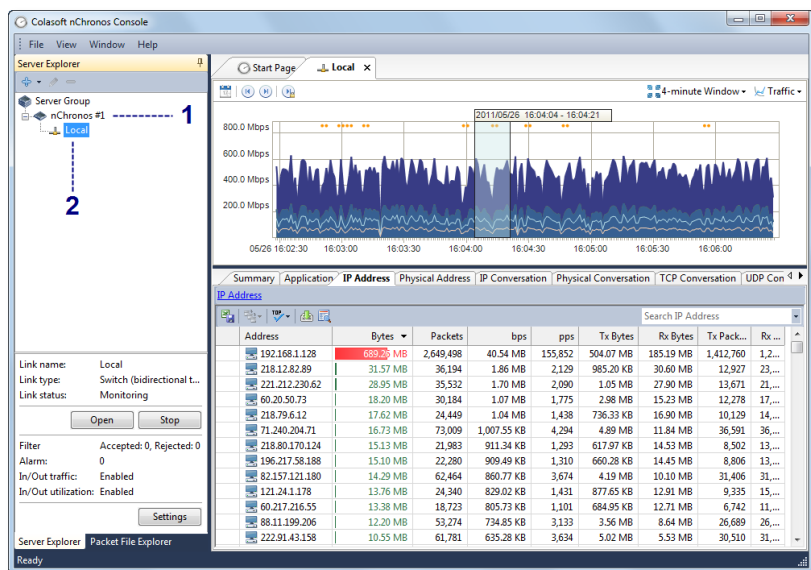 Colasoft nChronos Console
File View Window Help
Server Explorer
Server Group
nChronos #1 1
Local
2
Link name: Local
Link type: Switch (bidirectional t...
Link status: Monitoring
Open Stop
Filter Accepted: 0, Rejected: 0
Alarm: 0
In/Out traffic: Enabled
In/Out utilization: Enabled
Settings
Server Explorer Packet File Explorer
Ready
Start Page Local
4-minute Window Traffic
2011/05/26 16:04:04 - 16:04:21
800.0 Mbps
600.0 Mbps
400.0 Mbps
200.0 Mbps
05/26 16:02:30 16:03:00 16:03:30 16:04:00 16:04:30 16:05:00 16:05:30 16:06:00
Summary Application IP Address Physical Address IP Conversation Physical Conversation TCP Conversation UDP Con
IP Address
TOP Search IP Address
Address Bytes Packets bps pps Tx Bytes Rx Bytes Tx Pack... Rx ...
192.168.1.128 689.26 MB 2,649,498 40.54 MB 155,852 504.07 MB 185.19 MB 1,412,760 1,2...
218.12.82.89 31.57 MB 36,194 1.86 MB 2,129 985.20 KB 30.60 MB 12,927 23,...
221.212.230.62 28.95 MB 35,532 1.70 MB 2,090 1.05 MB 27.90 MB 13,671 21,...
60.20.50.73 18.20 MB 30,184 1.07 MB 1,775 2.98 MB 15.23 MB 12,278 17,...
218.79.6.12 17.62 MB 24,449 1.04 MB 1,438 736.33 KB 16.90 MB 10,129 14,...
71.240.204.71 16.73 MB 73,009 1,007.55 KB 4,294 4.89 MB 11.84 MB 36,591 36,...
218.80.170.124 15.13 MB 21,983 911.34 KB 1,293 617.97 KB 14.53 MB 8,502 13,...
196.217.58.188 15.10 MB 22,280 909.49 KB 1,310 660.28 KB 14.45 MB 8,806 13,...
82.157.121.180 14.29 MB 62,464 860.77 KB 3,674 4.19 MB 10.10 MB 31,406 31,...
121.24.1.178 13.76 MB 24,340 829.02 KB 1,431 877.65 KB 12.91 MB 9,335 15,...
60.217.216.55 13.38 MB 18,723 805.73 KB 1,101 684.95 KB 12.71 MB 6,742 11,...
88.11.199.206 12.20 MB 53,274 734.85 KB 3,133 3.56 MB 8.64 MB 26,689 26,...
222.91.43.158 10.55 MB 61,781 635.28 KB 3,634 5.02 MB 5.53 MB 30,510 31,...